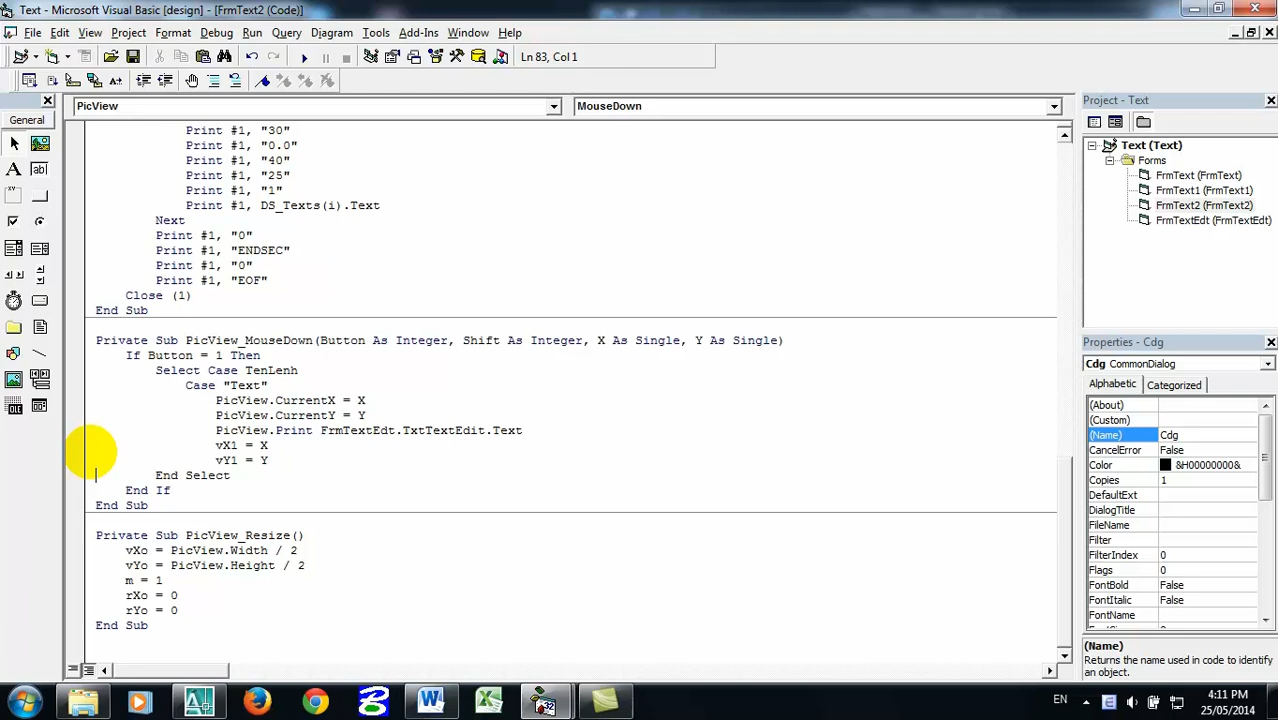 Text - Microsoft Visual Basic [design] - [FrmText2 (Code)]
File Edit View Project Format Debug Run Query Diagram Tools Add-Ins Window Help
Ln 83, Col 1
General
PicView
MouseDown
Print #1, "30"
Print #1, "0.0"
Print #1, "40"
Print #1, "25"
Print #1, "1"
Print #1, DS_Texts(i).Text
Next
Print #1, "0"
Print #1, "ENDSEC"
Print #1, "0"
Print #1, "EOF"
Close (1)
End Sub
Private Sub PicView_MouseDown(Button As Integer, Shift As Integer, X As Single, Y As Single)
If Button = 1 Then
Select Case TenLenh
Case "Text"
PicView.CurrentX = X
PicView.CurrentY = Y
PicView.Print FrmTextEdt.TxtTextEdit.Text
vX1 = X
vY1 = Y
End Select
End If
End Sub
Private Sub PicView_Resize()
vXo = PicView.Width / 2
vYo = PicView.Height / 2
m = 1
rXo = 0
rYo = 0
End Sub
Project - Text
Text (Text)
Forms
FrmText (FrmText)
FrmText1 (FrmText1)
FrmText2 (FrmText2)
FrmTextEdt (FrmTextEdt)
Properties - Cdg
Cdg CommonDialog
Alphabetic Categorized
(About)
(Custom)
(Name) Cdg
CancelError False
Color &H00000000&
Copies 1
DefaultExt
DialogTitle
FileName
Filter
FilterIndex 0
Flags 0
FontBold False
FontItalic False
FontName
(Name)
Returns the name used in code to identify
an object.
EN
4:11 PM
25/05/2014